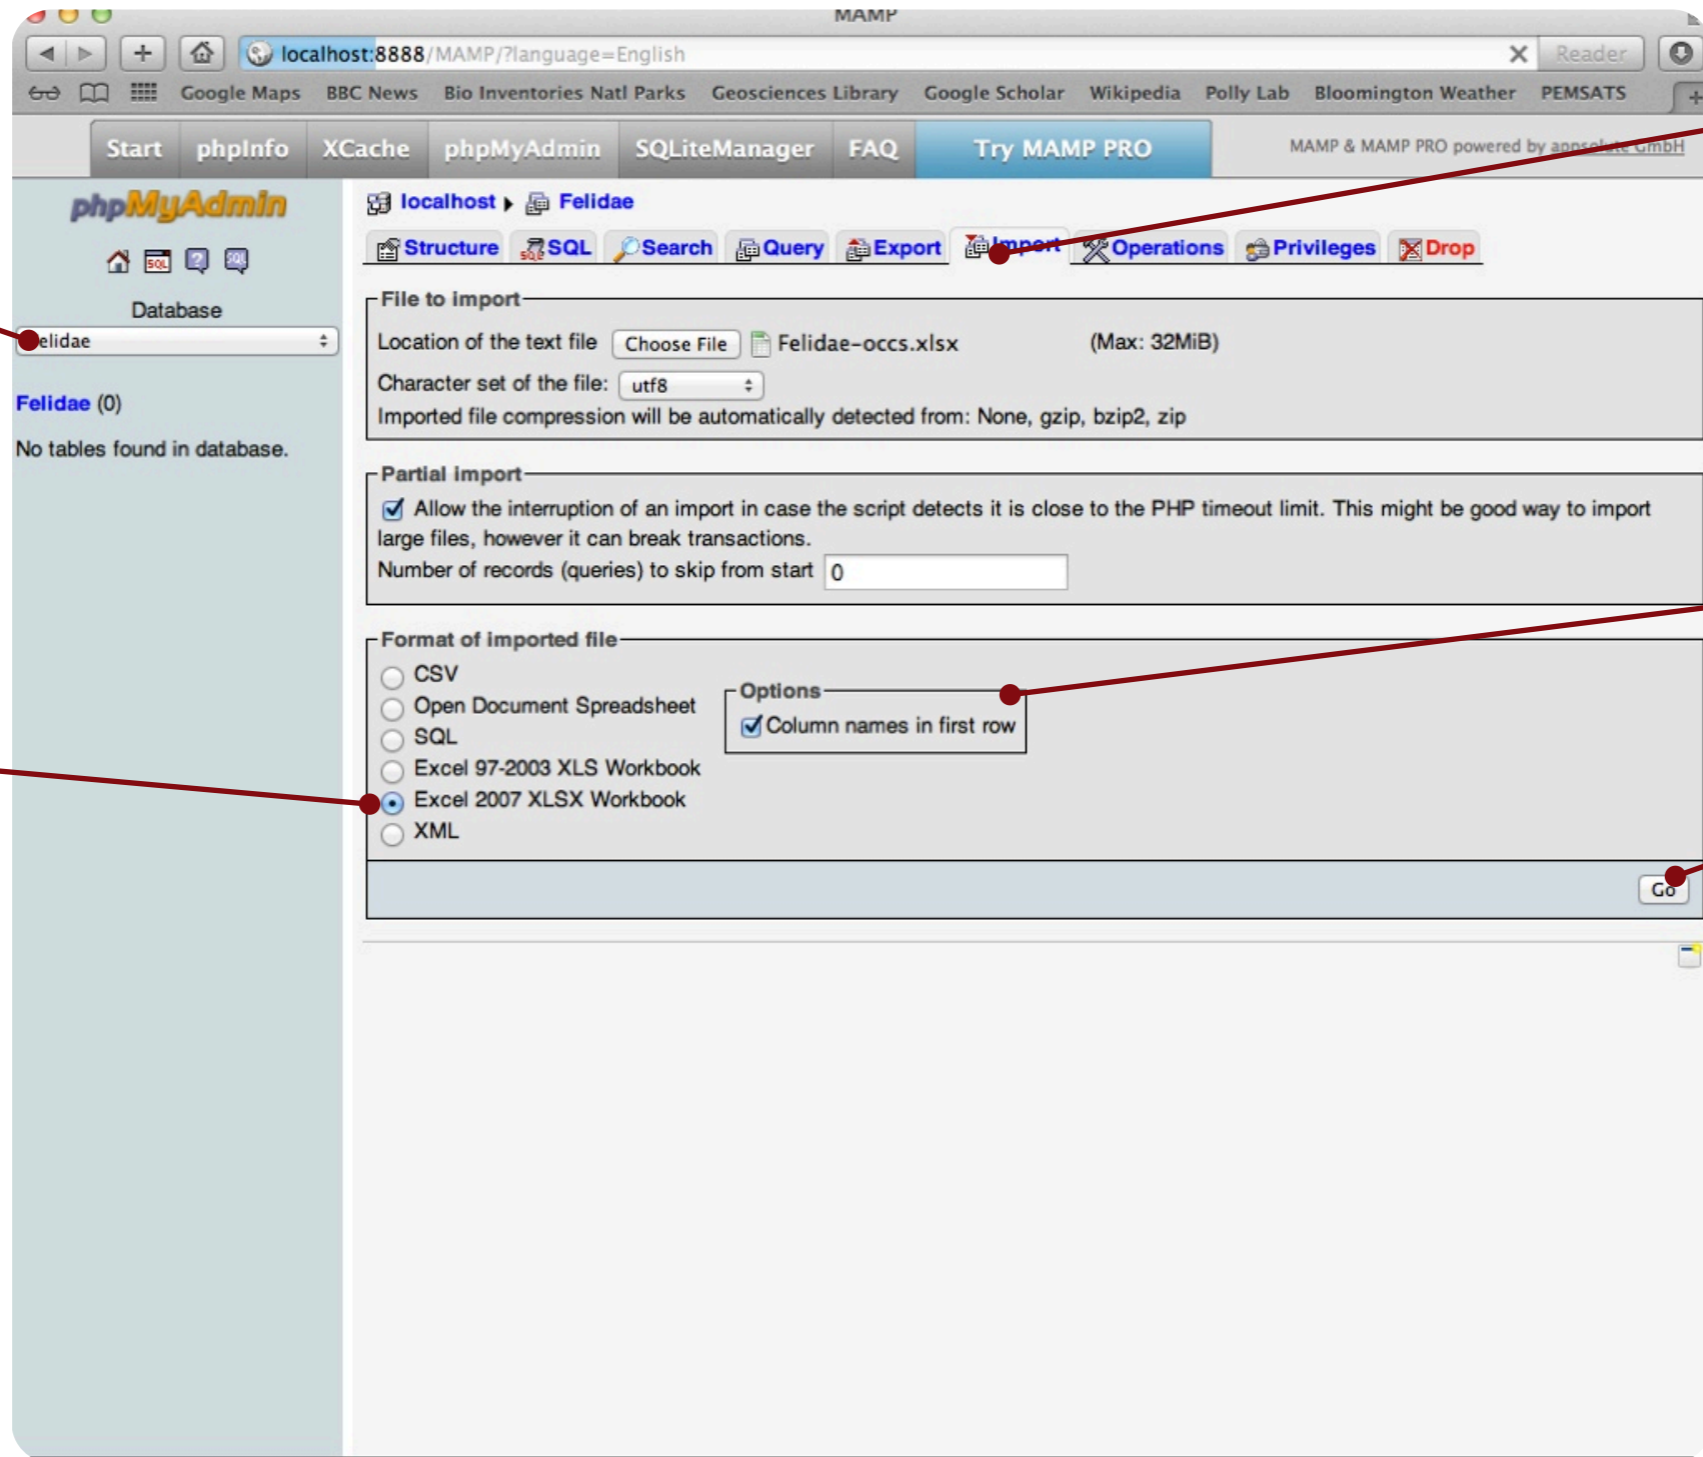 MAMP
localhost:8888/MAMP/?language=English
Reader
Google Maps BBC News Bio Inventories Natl Parks Geosciences Library Google Scholar Wikipedia Polly Lab Bloomington Weather PEMSATS
Start phpInfo XCache phpMyAdmin SQLiteManager FAQ Try MAMP PRO MAMP & MAMP PRO powered by appsolute GmbH
phpMyAdmin
localhost Felidae
Structure SQL Search Query Export Import Operations Privileges Drop
Database
Felidae
Felidae (0)
No tables found in database.
File to import
Location of the text file Choose File Felidae-occs.xlsx (Max: 32MiB)
Character set of the file: utf8
Imported file compression will be automatically detected from: None, gzip, bzip2, zip
Partial import
Allow the interruption of an import in case the script detects it is close to the PHP timeout limit. This might be good way to import
large files, however it can break transactions.
Number of records (queries) to skip from start 0
Format of imported file
CSV
Open Document Spreadsheet
SQL
Excel 97-2003 XLS Workbook
Excel 2007 XLSX Workbook
XML
Options
Column names in first row
Go